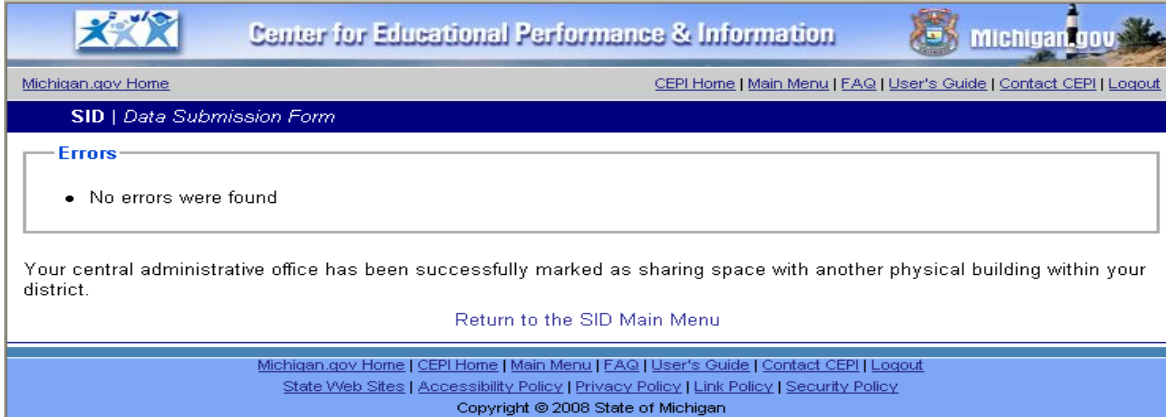 Center for Educational Performance & Information
Michigan.gov
Michigan.gov Home
CEPI Home | Main Menu | FAQ | User's Guide | Contact CEPI | Logout
SID | Data Submission Form
Errors
• No errors were found
Your central administrative office has been successfully marked as sharing space with another physical building within your
district.
Return to the SID Main Menu
Michigan.gov Home | CEPI Home | Main Menu | FAQ | User's Guide | Contact CEPI | Logout
State Web Sites | Accessibility Policy | Privacy Policy | Link Policy | Security Policy
Copyright © 2008 State of Michigan